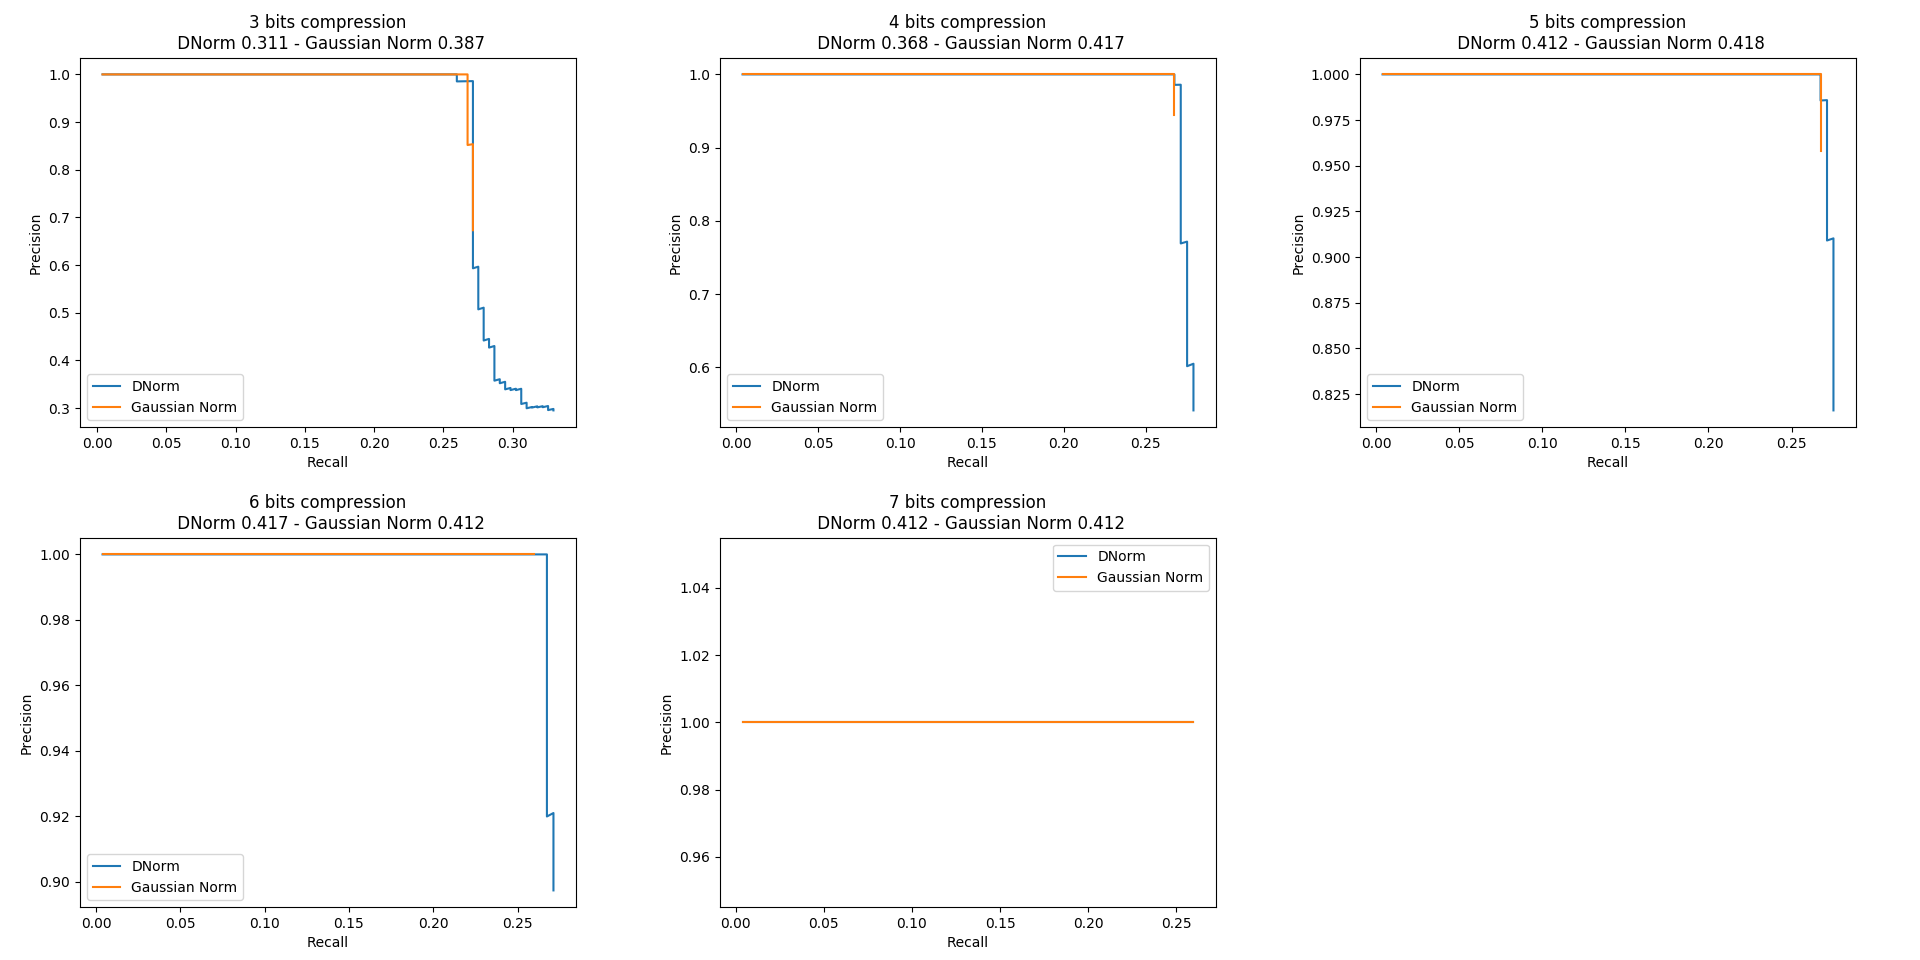 3 bits compression
DNorm 0.311 - Gaussian Norm 0.387
1.0
0.9
0.8
0.7
0.6
0.5
0.4
0.3
Precision
DNorm
Gaussian Norm
0.00 0.05 0.10 0.15 0.20 0.25 0.30
Recall
4 bits compression
DNorm 0.368 - Gaussian Norm 0.417
1.0
0.9
0.8
0.7
0.6
Precision
DNorm
Gaussian Norm
0.00 0.05 0.10 0.15 0.20 0.25
Recall
5 bits compression
DNorm 0.412 - Gaussian Norm 0.418
1.000
0.975
0.950
0.925
0.900
0.875
0.850
0.825
Precision
DNorm
Gaussian Norm
0.00 0.05 0.10 0.15 0.20 0.25
Recall
6 bits compression
DNorm 0.417 - Gaussian Norm 0.412
1.00
0.98
0.96
0.94
0.92
0.90
Precision
DNorm
Gaussian Norm
0.00 0.05 0.10 0.15 0.20 0.25
Recall
7 bits compression
DNorm 0.412 - Gaussian Norm 0.412
DNorm
Gaussian Norm
1.04
1.02
1.00
0.98
0.96
Precision
0.00 0.05 0.10 0.15 0.20 0.25
Recall